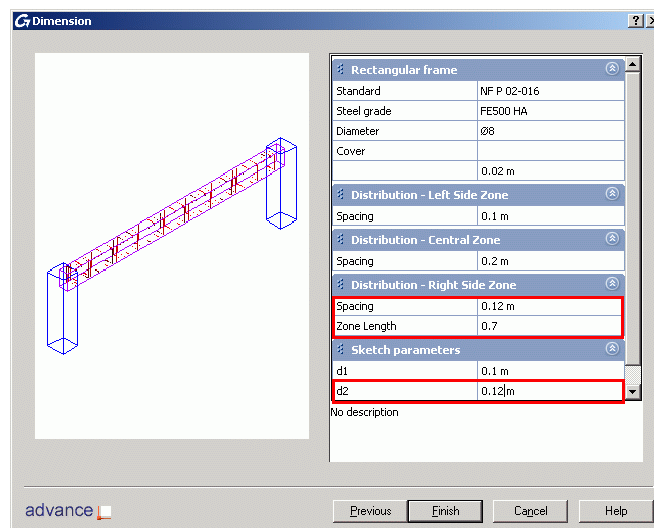 Dimension
Rectangular frame
Standard NF P 02-016
Steel grade FE500 HA
Diameter Ø8
Cover
0.02 m
Distribution - Left Side Zone
Spacing 0.1 m
Distribution - Central Zone
Spacing 0.2 m
Distribution - Right Side Zone
Spacing 0.12 m
Zone Length 0.7
Sketch parameters
d1 0.1 m
d2 0.12 m
No description
advance
Previous Finish Cancel Help